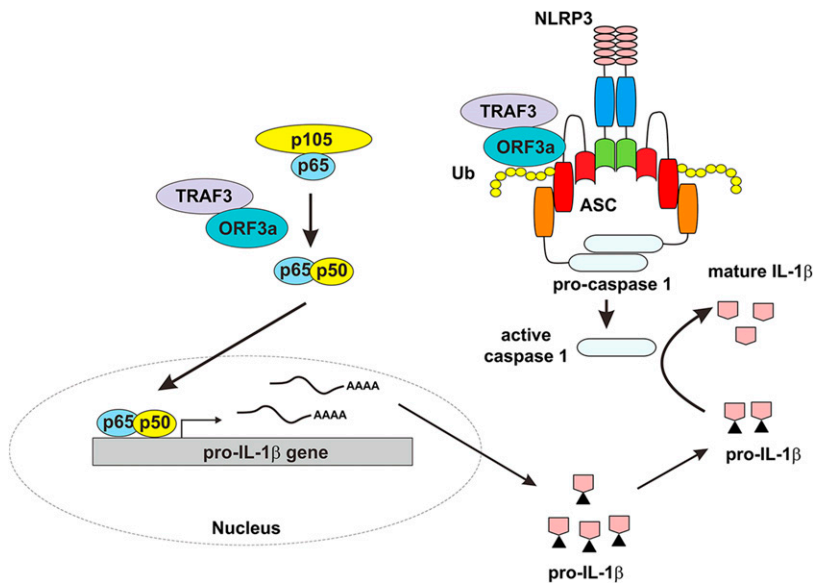 NLRP3
TRAF3
ORF3a
Ub
ASC
pro-caspase 1
active
caspase 1
mature IL-1β
p105
p65
TRAF3
ORF3a
p65 p50
p65 p50
AAAA
AAAA
pro-IL-1β gene
Nucleus
pro-IL-1β
pro-IL-1β